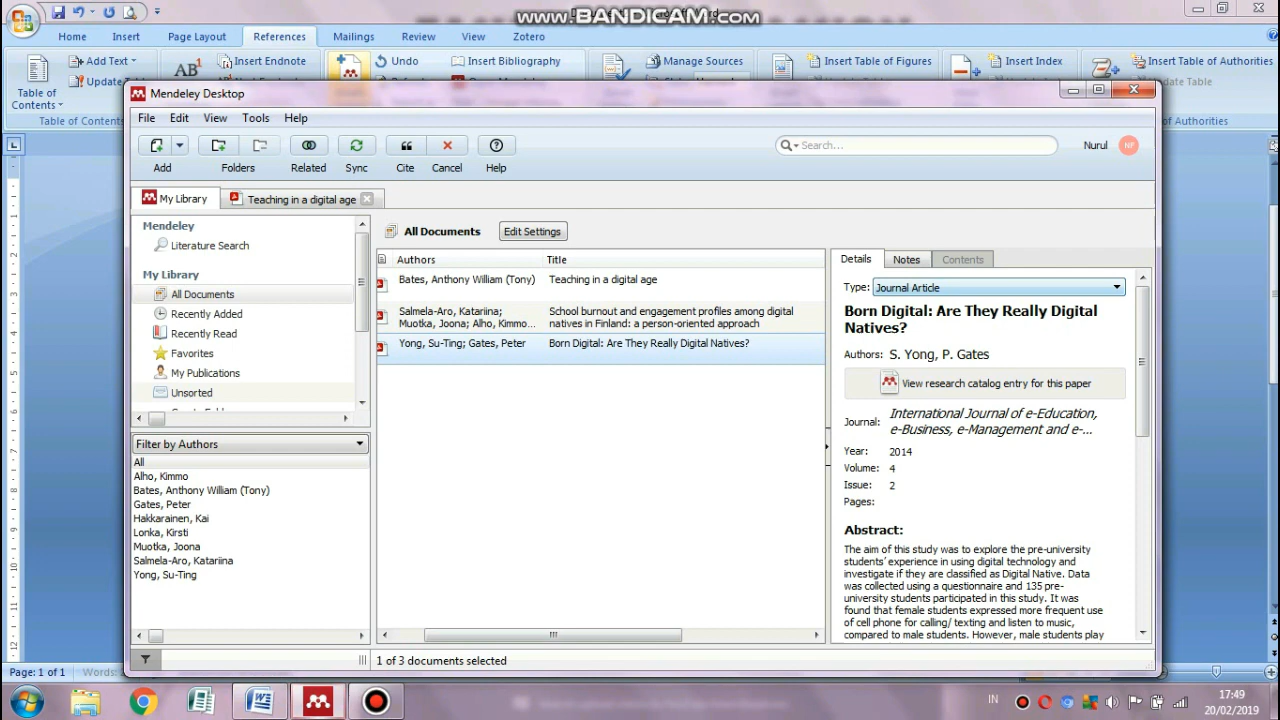 www.BANDICAM.com
Home Insert Page Layout References Mailings Review View Zotero
Add Text
Table of
Contents
AB
Insert Endnote
Undo
Insert Bibliography
Manage Sources
Insert Table of Figures
Insert Index
Insert Table of Authorities
Update Table
Table of Contents
of Authorities
Mendeley Desktop
File Edit View Tools Help
Search...
Nurul
NF
Add Folders Related Sync Cite Cancel Help
My Library
Teaching in a digital age
Mendeley
Literature Search
My Library
All Documents
Recently Added
Recently Read
Favorites
My Publications
Unsorted
Filter by Authors
All
Alho, Kimmo
Bates, Anthony William (Tony)
Gates, Peter
Hakkarainen, Kai
Lonka, Kirsti
Muotka, Joona
Salmela-Aro, Katariina
Yong, Su-Ting
All Documents
Edit Settings
Authors Title
Bates, Anthony William (Tony) Teaching in a digital age
Salmela-Aro, Katariina; School burnout and engagement profiles among digital
Muotka, Joona; Alho, Kimmo... natives in Finland: a person-oriented approach
Yong, Su-Ting; Gates, Peter Born Digital: Are They Really Digital Natives?
Details Notes Contents
Type: Journal Article
Born Digital: Are They Really Digital
Natives?
Authors: S. Yong, P. Gates
View research catalog entry for this paper
Journal: International Journal of e-Education,
e-Business, e-Management and e-...
Year: 2014
Volume: 4
Issue: 2
Pages:
Abstract:
The aim of this study was to explore the pre-university
students' experience in using digital technology and
investigate if they are classified as Digital Native. Data
was collected using a questionnaire and 135 pre-
university students participated in this study. It was
found that female students expressed more frequent
use of cell phone for calling/ texting and listen to music,
compared to male students. However, male students play
1 of 3 documents selected
Page: 1 of 1 Words:
IN
17:49
20/02/2019